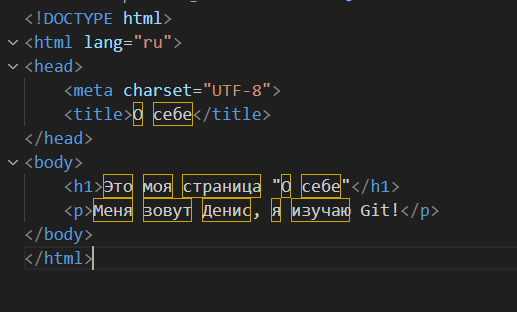 <!DOCTYPE html>
<html lang="ru">
<head>
<meta charset="UTF-8">
<title>О себе</title>
</head>
<body>
<h1>Это моя страница "О себе"</h1>
<p>Меня зовут Денис, я изучаю Git!</p>
</body>
</html>